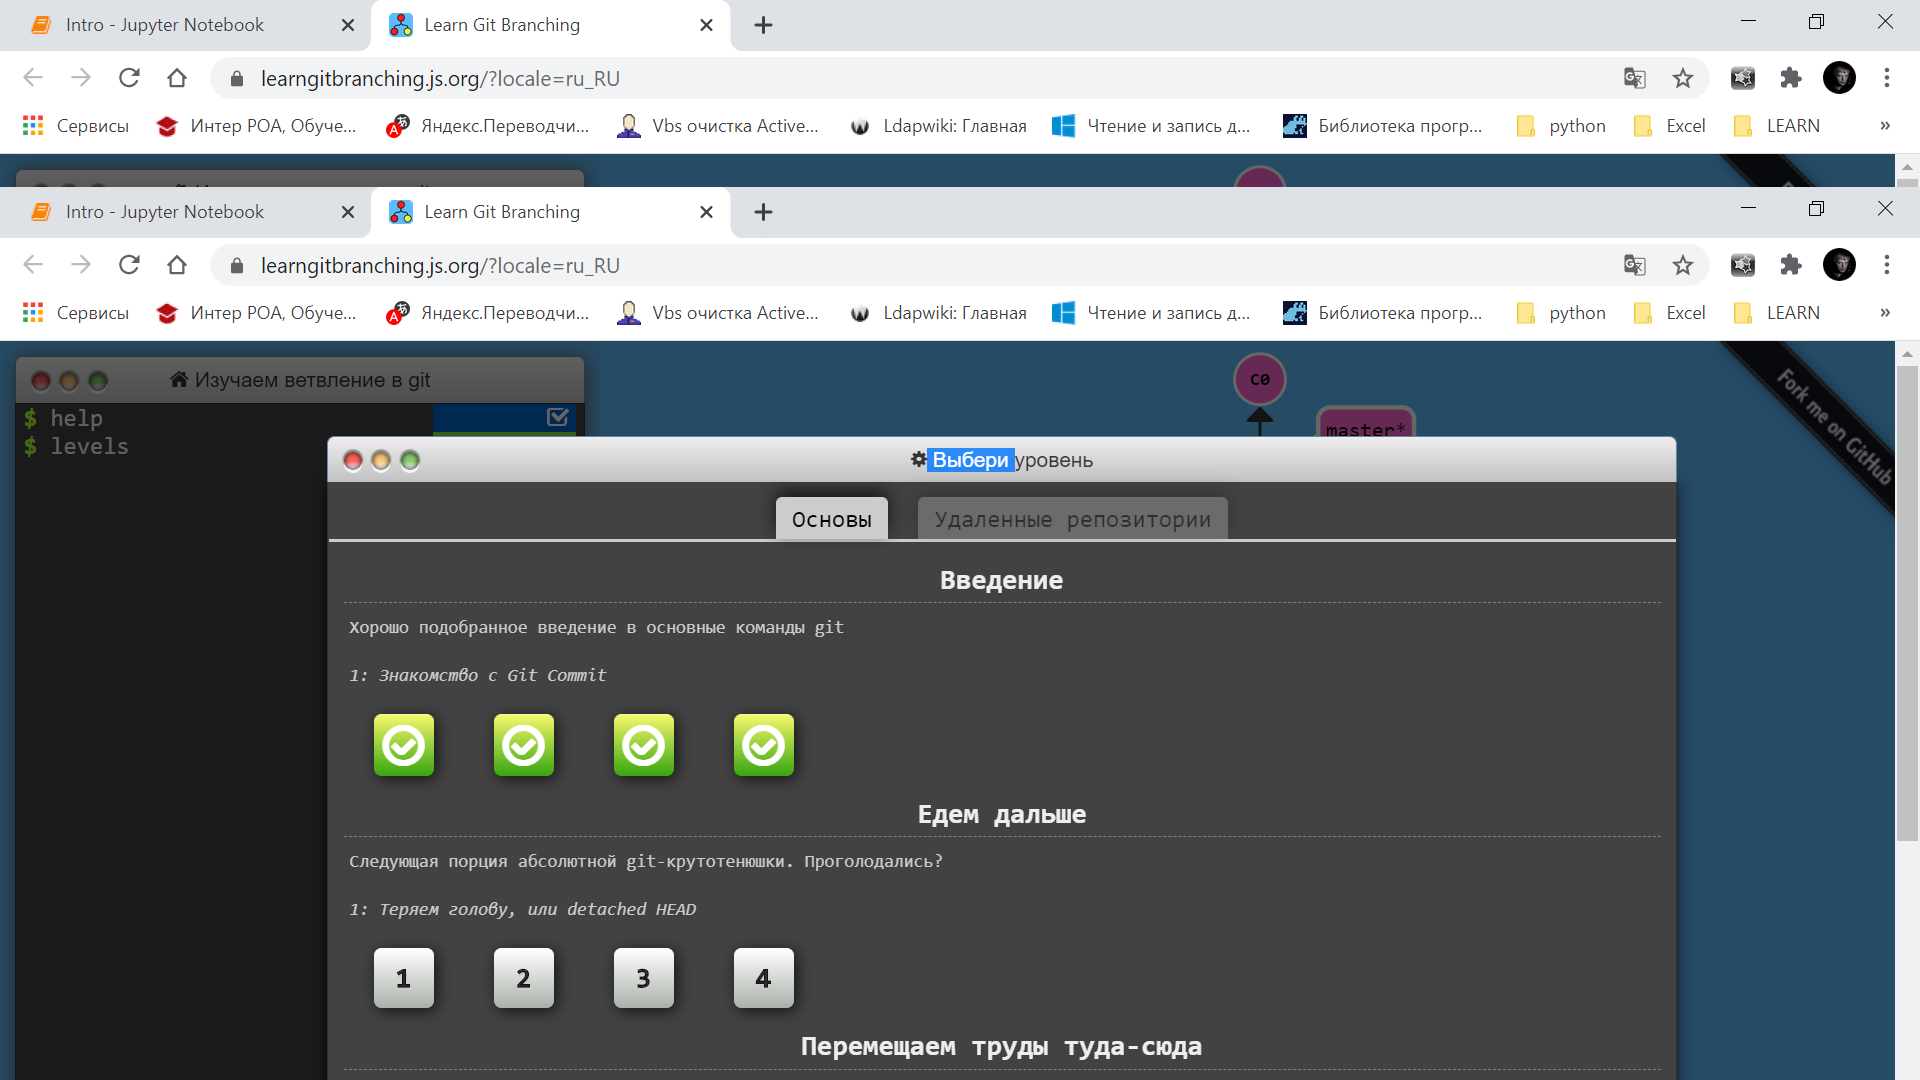 Intro - Jupyter Notebook
Learn Git Branching
learngitbranching.js.org/?locale=ru_RU
Сервисы
Интер РОА, Обуче...
Яндекс.Переводчи...
Vbs очистка Active...
Ldapwiki: Главная
Чтение и запись д...
Библиотека прогр...
python
Excel
LEARN
»
Intro - Jupyter Notebook
Learn Git Branching
learngitbranching.js.org/?locale=ru_RU
Сервисы
Интер РОА, Обуче...
Яндекс.Переводчи...
Vbs очистка Active...
Ldapwiki: Главная
Чтение и запись д...
Библиотека прогр...
python
Excel
LEARN
»
Изучаем ветвление в git
$ help
$ levels
C0
master*
Fork me on GitHub
Выбери уровень
Основы
Удаленные репозитории
Введение
Хорошо подобранное введение в основные команды git
1: Знакомство с Git Commit
Едем дальше
Следующая порция абсолютной git-крутотенюшки. Проголодались?
1: Теряем голову, или detached HEAD
1
2
3
4
Перемещаем труды туда-сюда